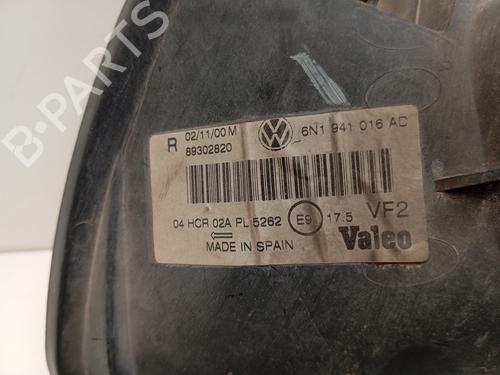 B-PARTS
R 02/11/00 M 6N1 941 016 AD
89302820
04 HCR 02A PL 5262 E9 17.5 VF2
MADE IN SPAIN Valeo